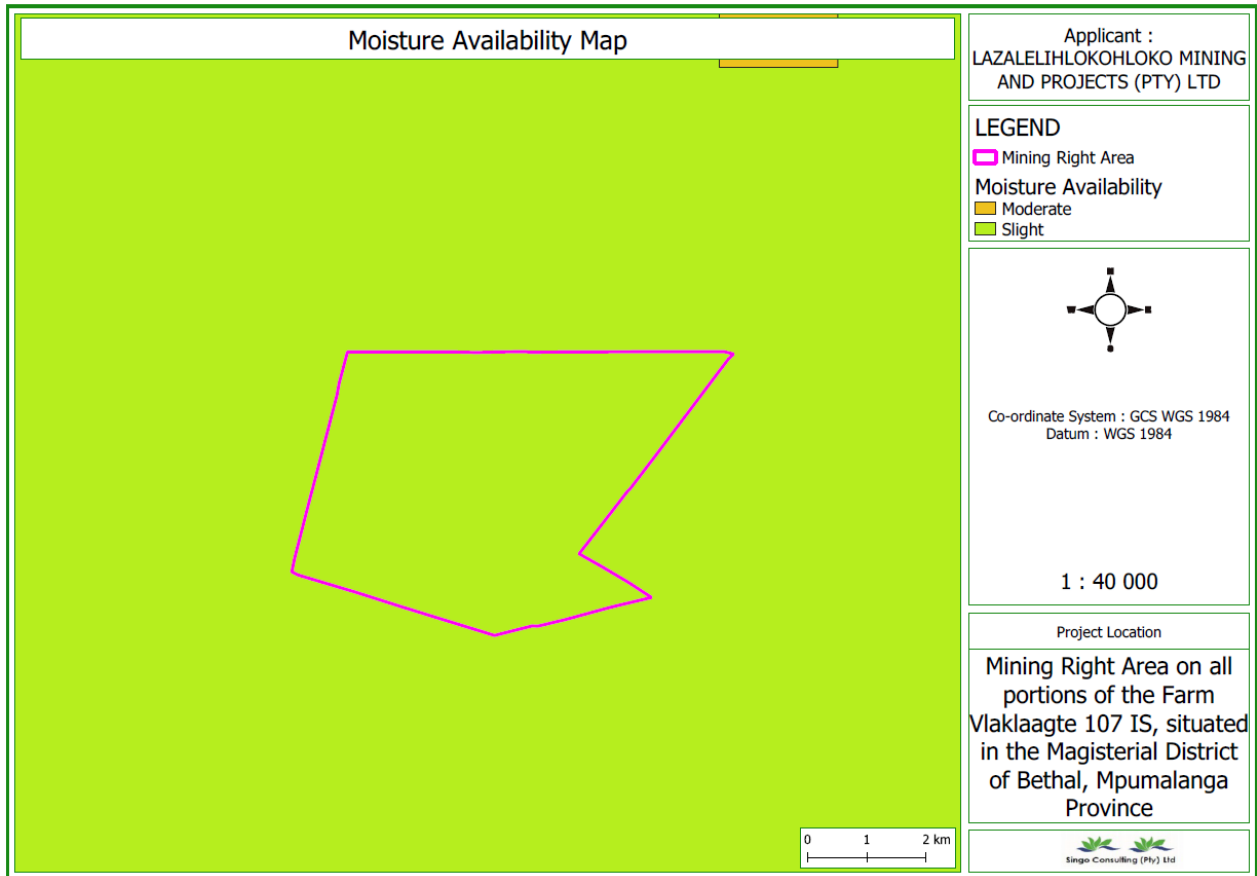 Moisture Availability Map
Applicant :
LAZALELIHLOKOHLOKO MINING
AND PROJECTS (PTY) LTD
LEGEND
Mining Right Area
Moisture Availability
Moderate
Slight
Co-ordinate System : GCS WGS 1984
Datum : WGS 1984
1 : 40 000
Project Location
Mining Right Area on all
portions of the Farm
Vlaklaagte 107 IS, situated
in the Magisterial District
of Bethal, Mpumalanga
Province
0 1 2 km
Singo Consulting (Pty) Ltd